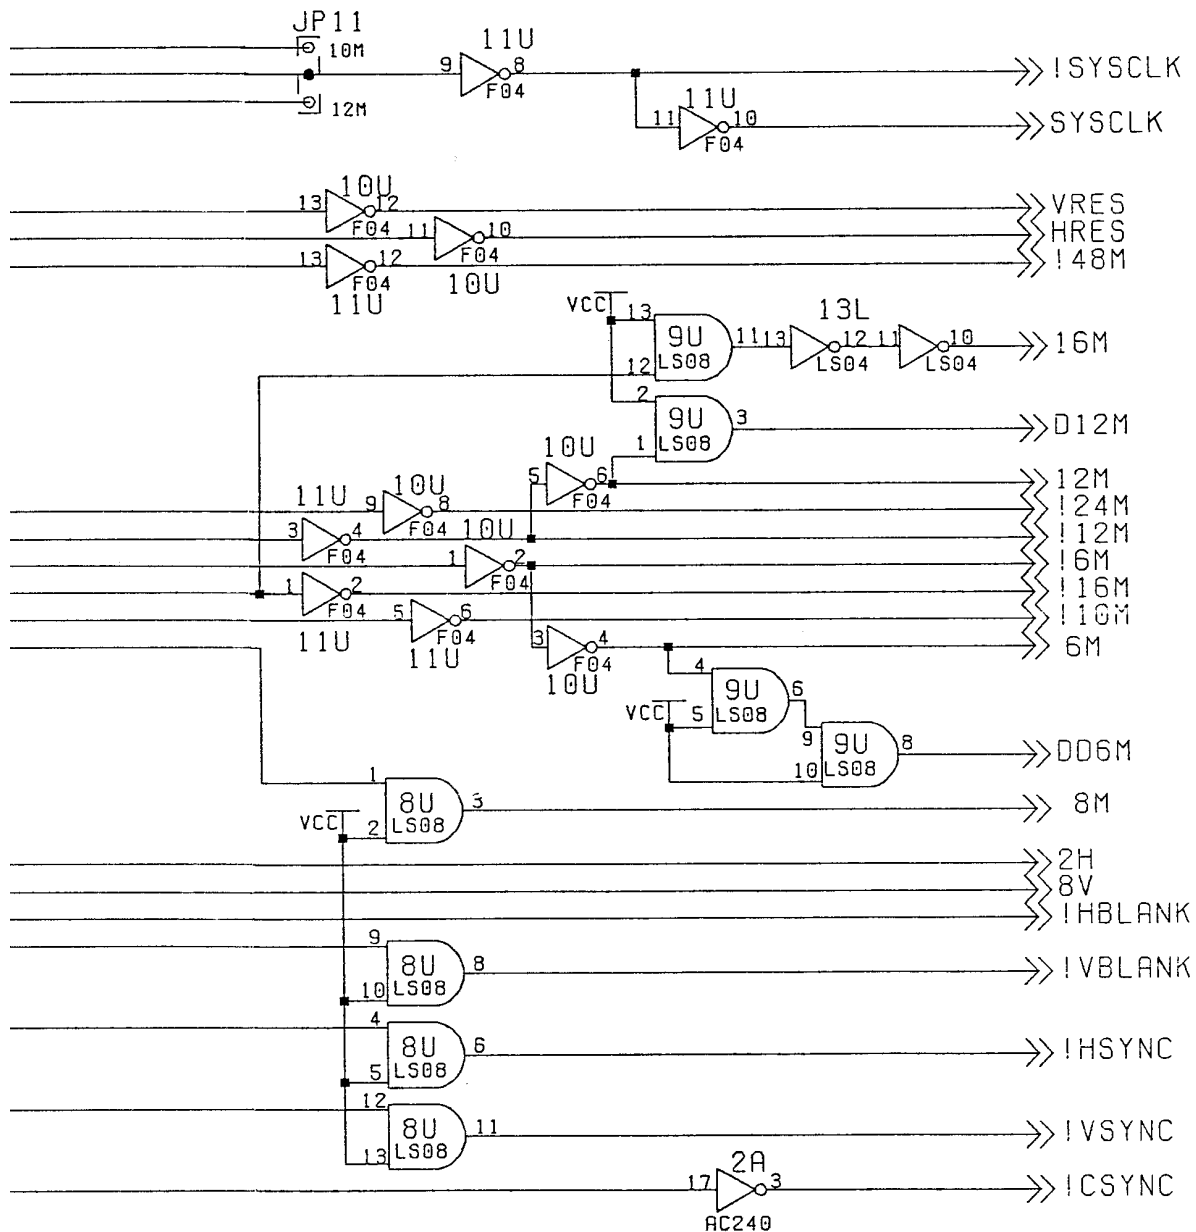 JP11
10M
12M
11U
9 8
F04
!SYSCLK
11U
11 10
F04
SYSCLK
10U
13 12
F04
VRES
11 10
F04
10U
HRES
13 12
F04
11U
!48M
VCC
13
12
9U
LS08
11
13L
13 12
LS04
11 10
LS04
16M
2
1
9U
LS08
3
D12M
10U
5 6
F04
12M
10U
9 8
F04
!24M
11U
3 4
F04
!12M
10U
1 2
F04
!6M
1 2
F04
11U
!16M
5 6
F04
11U
!10M
3 4
F04
10U
6M
4
VCC
5
9U
LS08
6
9
10
9U
LS08
8
DD6M
1
VCC
2
8U
LS08
3
8M
2H
8V
!HBLANK
9
10
8U
LS08
8
!VBLANK
4
5
8U
LS08
6
!HSYNC
12
13
8U
LS08
11
!VSYNC
2A
17 3
AC240
!CSYNC